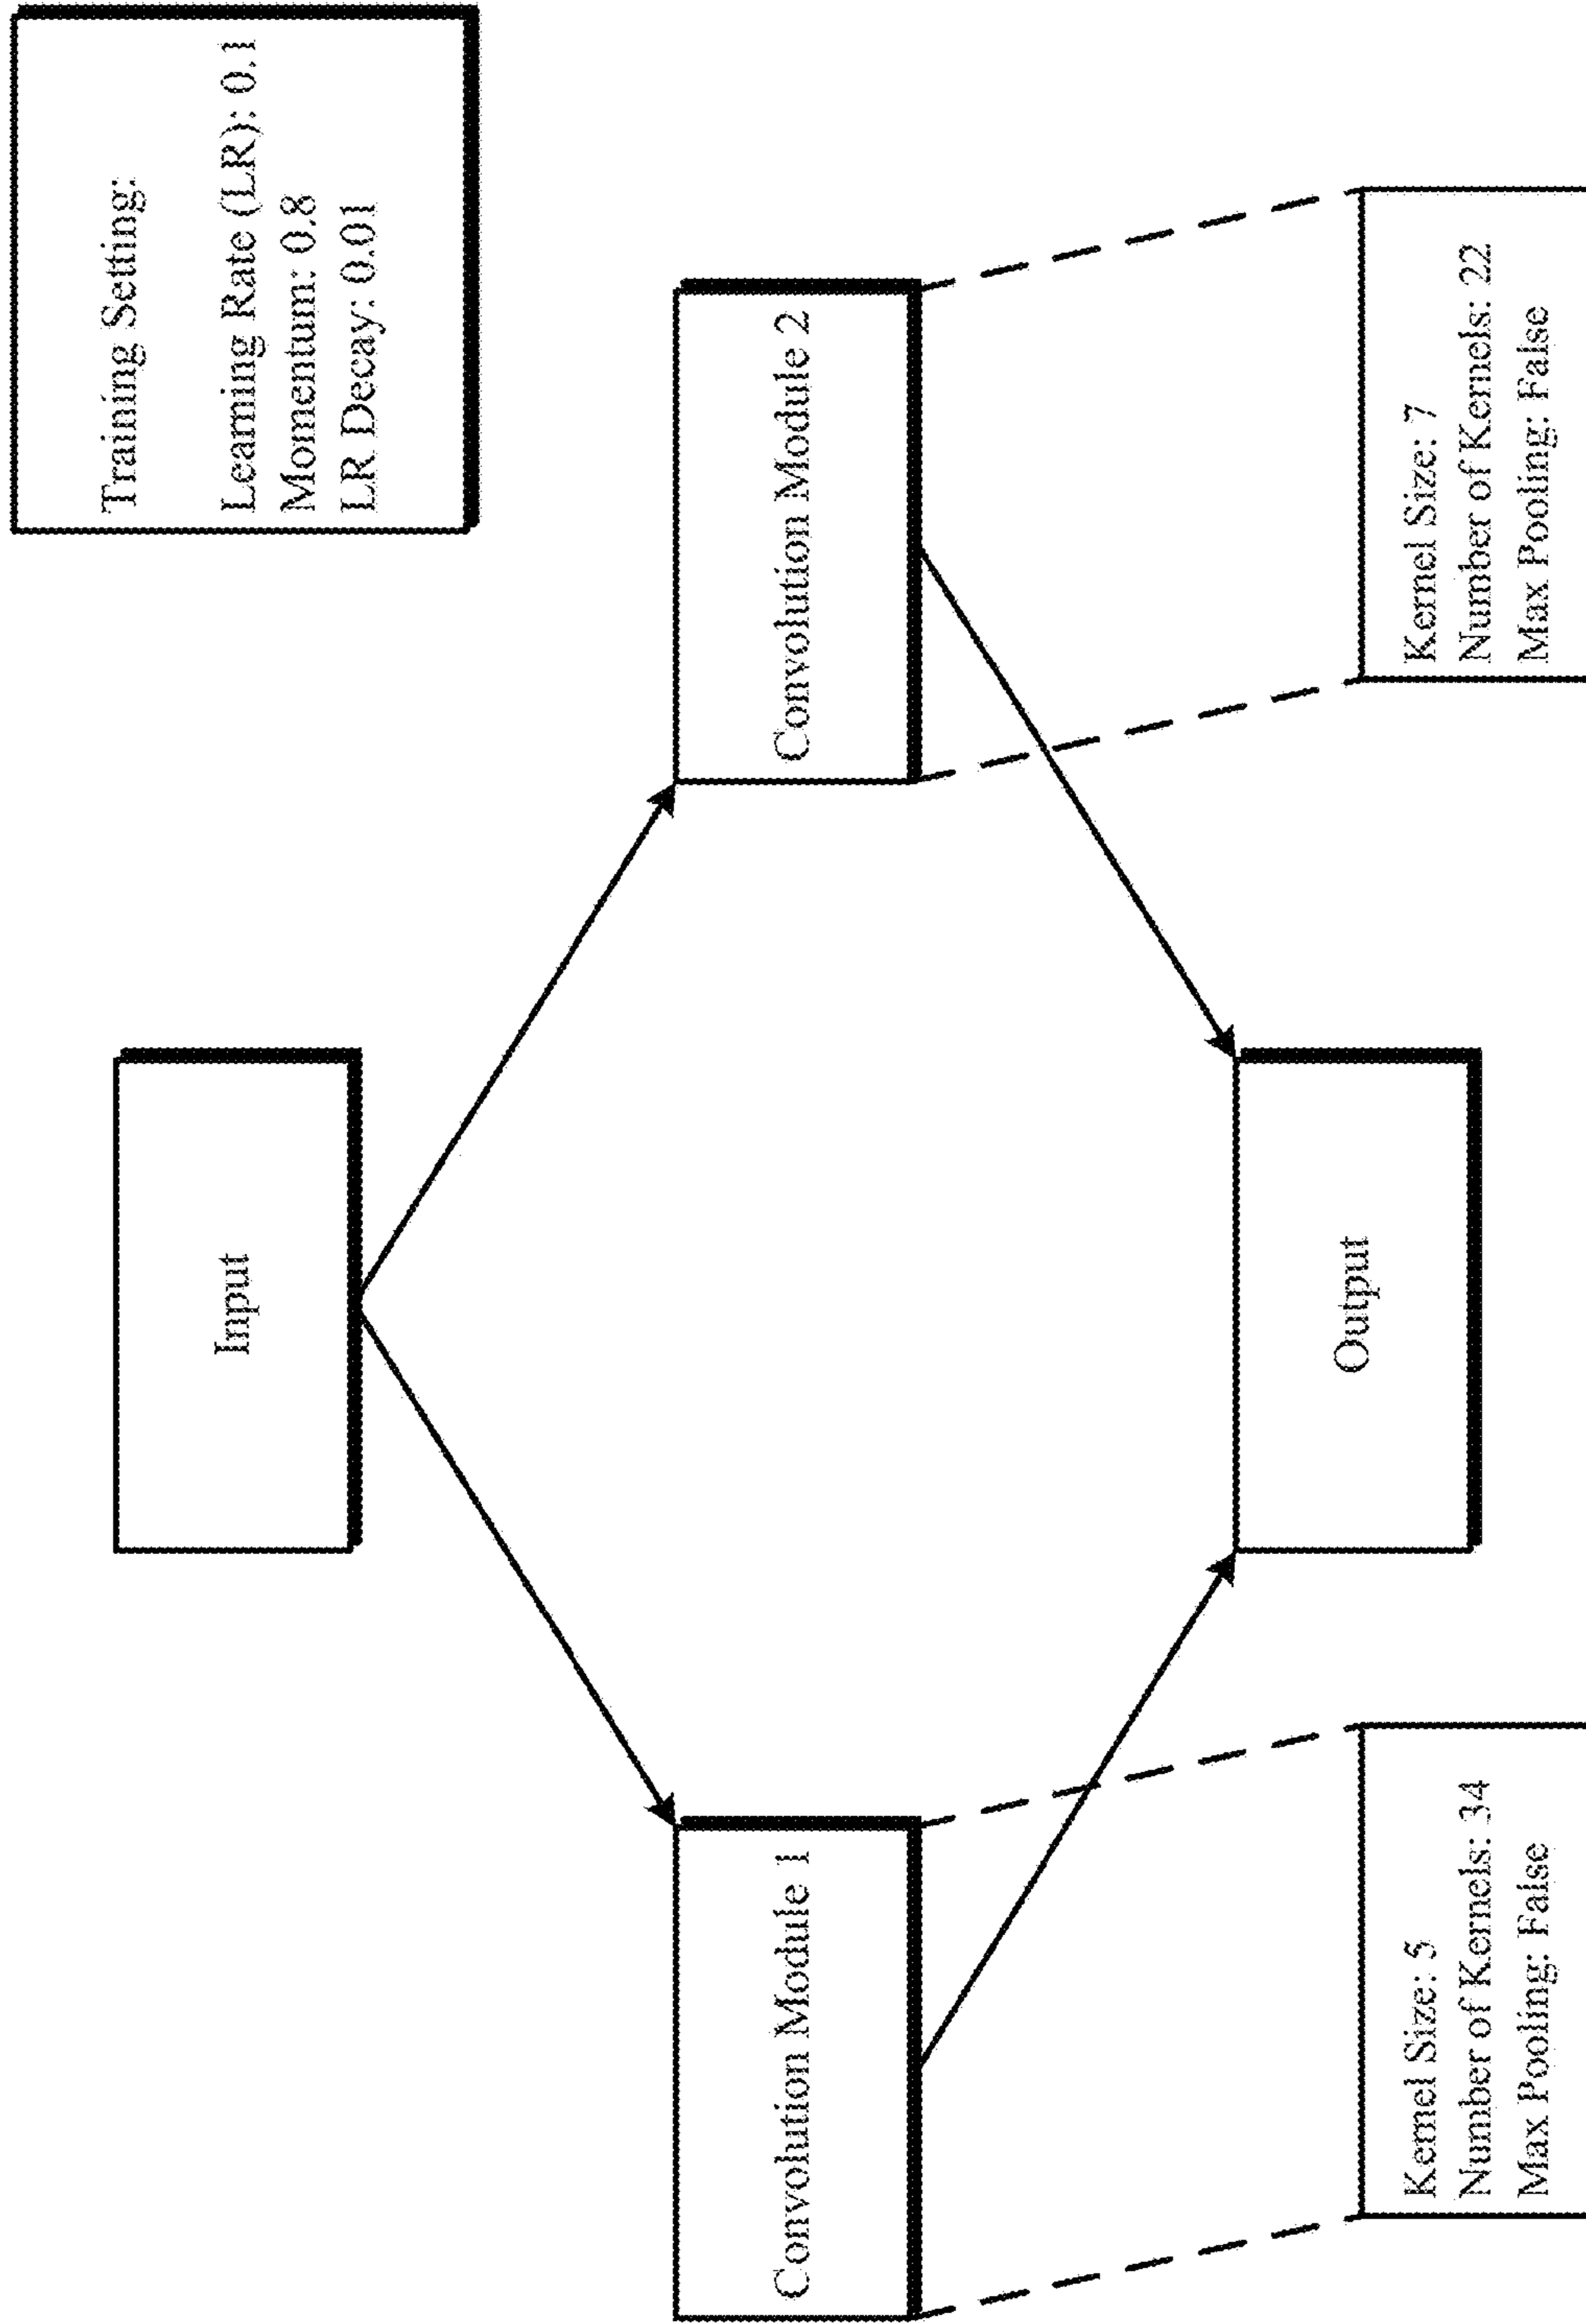 Training Setting:
Learning Rate (LR): 0.1
Momentum: 0.8
LR Decay: 0.01
Input
Convolution Module 1
Convolution Module 2
Output
Kernel Size: 5
Number of Kernels: 34
Max Pooling: False
Kernel Size: 7
Number of Kernels: 22
Max Pooling: False